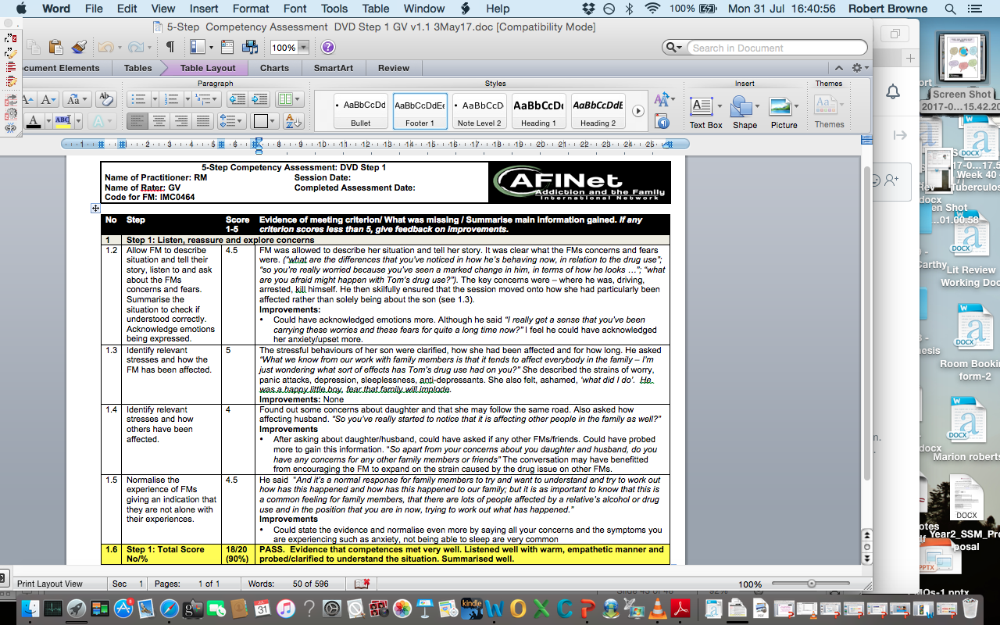 Word File Edit View Insert Format Font Tools Table Window Help 100% Mon 31 Jul 16:40:56 Robert Browne
5-Step Competency Assessment DVD Step 1 GV v1.1 3May17.doc [Compatibility Mode]
100% Search in Document
ocument Elements Tables Table Layout Charts SmartArt Review
Paragraph Styles Insert Themes
AaBbCcDd AaBbCcDdEe AaBbCcD AaBbCcDc AaBbCcDdE
Bullet Footer 1 Note Level 2 Heading 1 Heading 2 Text Box Shape Picture Themes
5-Step Competency Assessment: DVD Step 1
Name of Practitioner: RM Session Date:
Name of Rater: GV Completed Assessment Date:
Code for FM: IMC0464
AFINet
Addiction and the Family
International Network
No Step Score Evidence of meeting criterion/ What was missing / Summarise main information gained. If any
1-5 criterion scores less than 5, give feedback on improvements.
1 Step 1: Listen, reassure and explore concerns
1.2
Allow FM to describe
situation and tell their
story, listen to and ask
about the FMs
concerns and fears.
Summarise the
situation to check if
understood correctly.
Acknowledge emotions
being expressed.
4.5
FM was allowed to describe her situation and tell her story. It was clear what the FMs concerns and fears
were. (“what are the differences that you’ve noticed in how he’s behaving now, in relation to the drug use”;
“so you’re really worried because you’ve seen a marked change in him, in terms of how he looks …”; “what
are you afraid might happen with Tom’s drug use?”). The key concerns were – where he was, driving,
arrested, kill himself. He then skilfully ensured that the session moved onto how she had particularly been
affected rather than solely being about the son (see 1.3).
Improvements:
• Could have acknowledged emotions more. Although he said “I really get a sense that you’ve been
carrying these worries and these fears for quite a long time now?” I feel he could have acknowledged
her anxiety/upset more.
1.3
Identify relevant
stresses and how the
FM has been affected.
5
The stressful behaviours of her son were clarified, how she had been affected and for how long. He asked
“What we know from our work with family members is that it tends to affect everybody in the family – I’m
just wondering what sort of effects has Tom’s drug use had on you?” She described the strains of worry,
panic attacks, depression, sleeplessness, anti-depressants. She also felt, ashamed, ‘what did I do’. He
was a happy little boy, fear that family will implode.
Improvements: None
1.4
Identify relevant
stresses and how
others have been
affected.
4
Found out some concerns about daughter and that she may follow the same road. Also asked how
affecting husband. “So you’ve really started to notice that it is affecting other people in the family as well?”
Improvements
• After asking about daughter/husband, could have asked if any other FMs/friends. Could have probed
more to gain this information. “So apart from your concerns about you daughter and husband, do you
have any concerns for any other family members or friends” The conversation may have benefitted
from encouraging the FM to expand on the strain caused by the drug issue on other FMs.
1.5
Normalise the
experience of FMs
giving an indication that
they are not alone with
their experiences.
4.5
He said “And it’s a normal response for family members to try and want to understand and try to work out
how has this happened and how has this happened to our family; but it is as important to know that this is
a common feeling for family members, that there are lots of people affected by a relative’s alcohol or drug
use and in the position that you are in now, trying to work out what has happened.”
Improvements
• Could state the evidence and normalise even more by saying all your concerns and the symptoms you
are experiencing such as anxiety, not being able to sleep are very common
1.6 Step 1: Total Score 18/20 PASS. Evidence that competences met very well. Listened well with warm, empathetic manner and
No/% (90%) probed/clarified to understand the situation. Summarised well.
Print Layout View Sec 1 Pages: 1 of 1 Words: 50 of 596 100%
Screen Shot
2017-0...15.42.20
DOCX
Week 40
Tuberculos
en Shot
...01.00.58
Lit Review
Working Doc
Room Bookin
form-2
DOCX
Marion roberts
DOCX
Year2_SSM_Pro
posal
PPTX
MOs-1.pptx
kindle